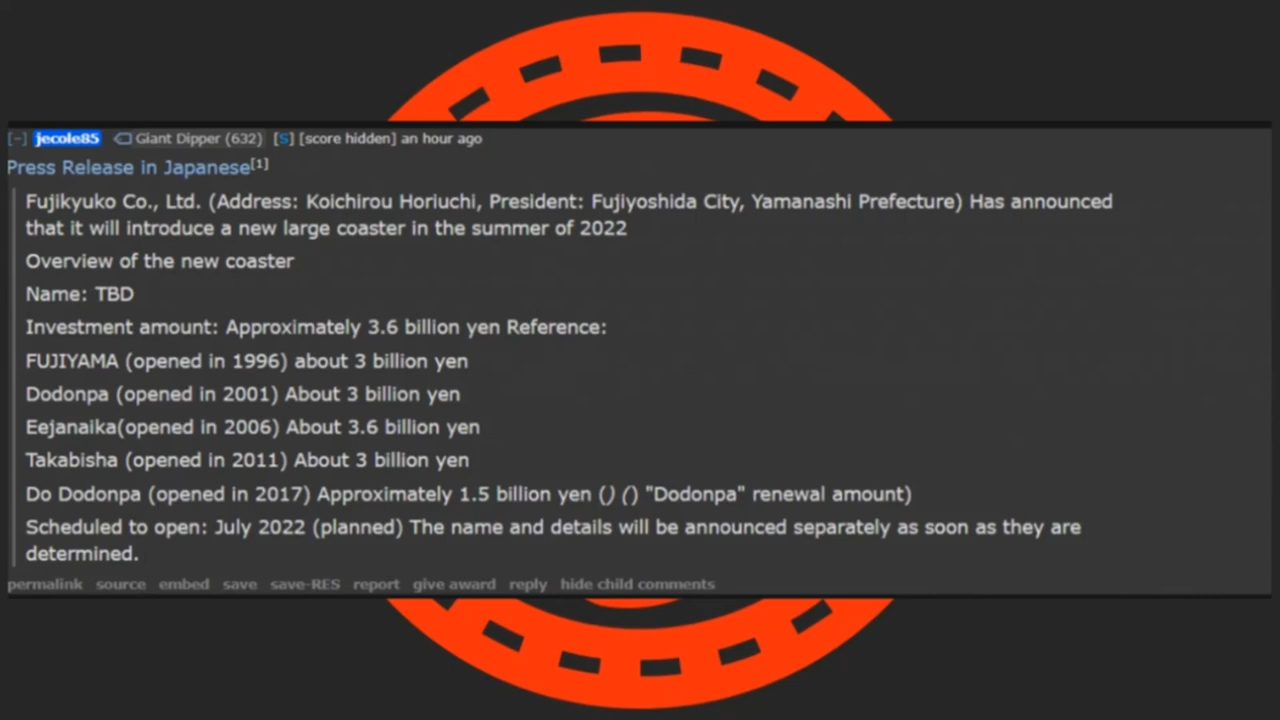 [-] jecole85 Giant Dipper (632) [S] [score hidden] an hour ago
Press Release in Japanese[1]
Fujikyuko Co., Ltd. (Address: Koichirou Horiuchi, President: Fujiyoshida City, Yamanashi Prefecture) Has announced
that it will introduce a new large coaster in the summer of 2022
Overview of the new coaster
Name: TBD
Investment amount: Approximately 3.6 billion yen Reference:
FUJIYAMA (opened in 1996) about 3 billion yen
Dodonpa (opened in 2001) About 3 billion yen
Eejanaika(opened in 2006) About 3.6 billion yen
Takabisha (opened in 2011) About 3 billion yen
Do Dodonpa (opened in 2017) Approximately 1.5 billion yen () () "Dodonpa" renewal amount)
Scheduled to open: July 2022 (planned) The name and details will be announced separately as soon as they are
determined.
permalink source embed save save-RES report give award reply hide child comments